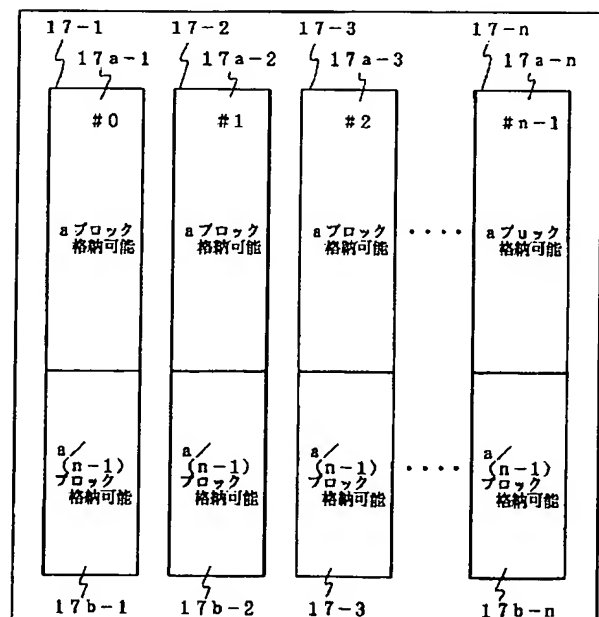 17-1 17-2 17-3 17-n
17a-1 17a-2 17a-3 17a-n
#0 #1 #2 #n-1
aブロック
格納可能
aブロック
格納可能
aブロック
格納可能
‥‥
aブuック
格納可能
a/
(n-1)
ブロック
格納可能
a/
(n-1)
ブロック
格納可能
a/
(n-1)
ブロック
格納可能
‥‥
a/
(n-1)
ブロック
格納可能
17b-1 17b-2 17-3 17b-n